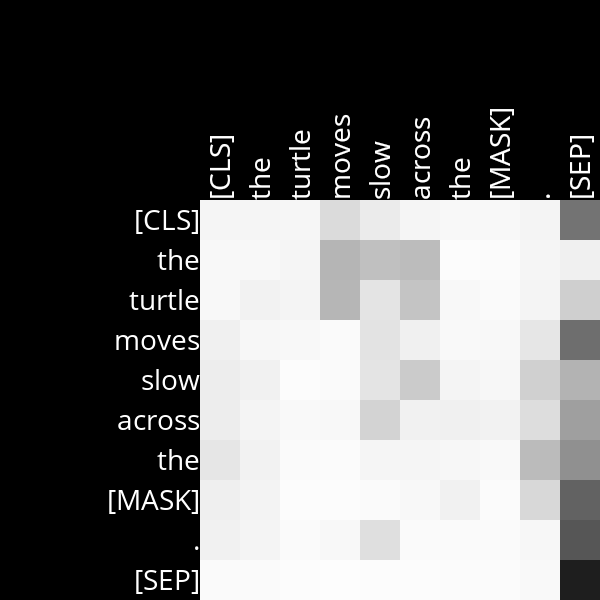 [CLS] the turtle moves slow across the [MASK] . [SEP]
[CLS]
the
turtle
moves
slow
across
the
[MASK]
.
[SEP]